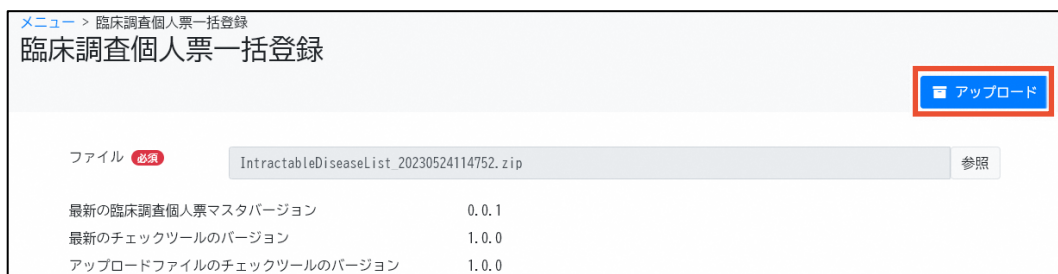 メニュー > 臨床調査個人票一括登録
臨床調査個人票一括登録
アップロード
ファイル 必須 IntractableDiseaseList_20230524114752.zip 参照
最新の臨床調査個人票マスタバージョン 0.0.1
最新のチェックツールのバージョン 1.0.0
アップロードファイルのチェックツールのバージョン 1.0.0